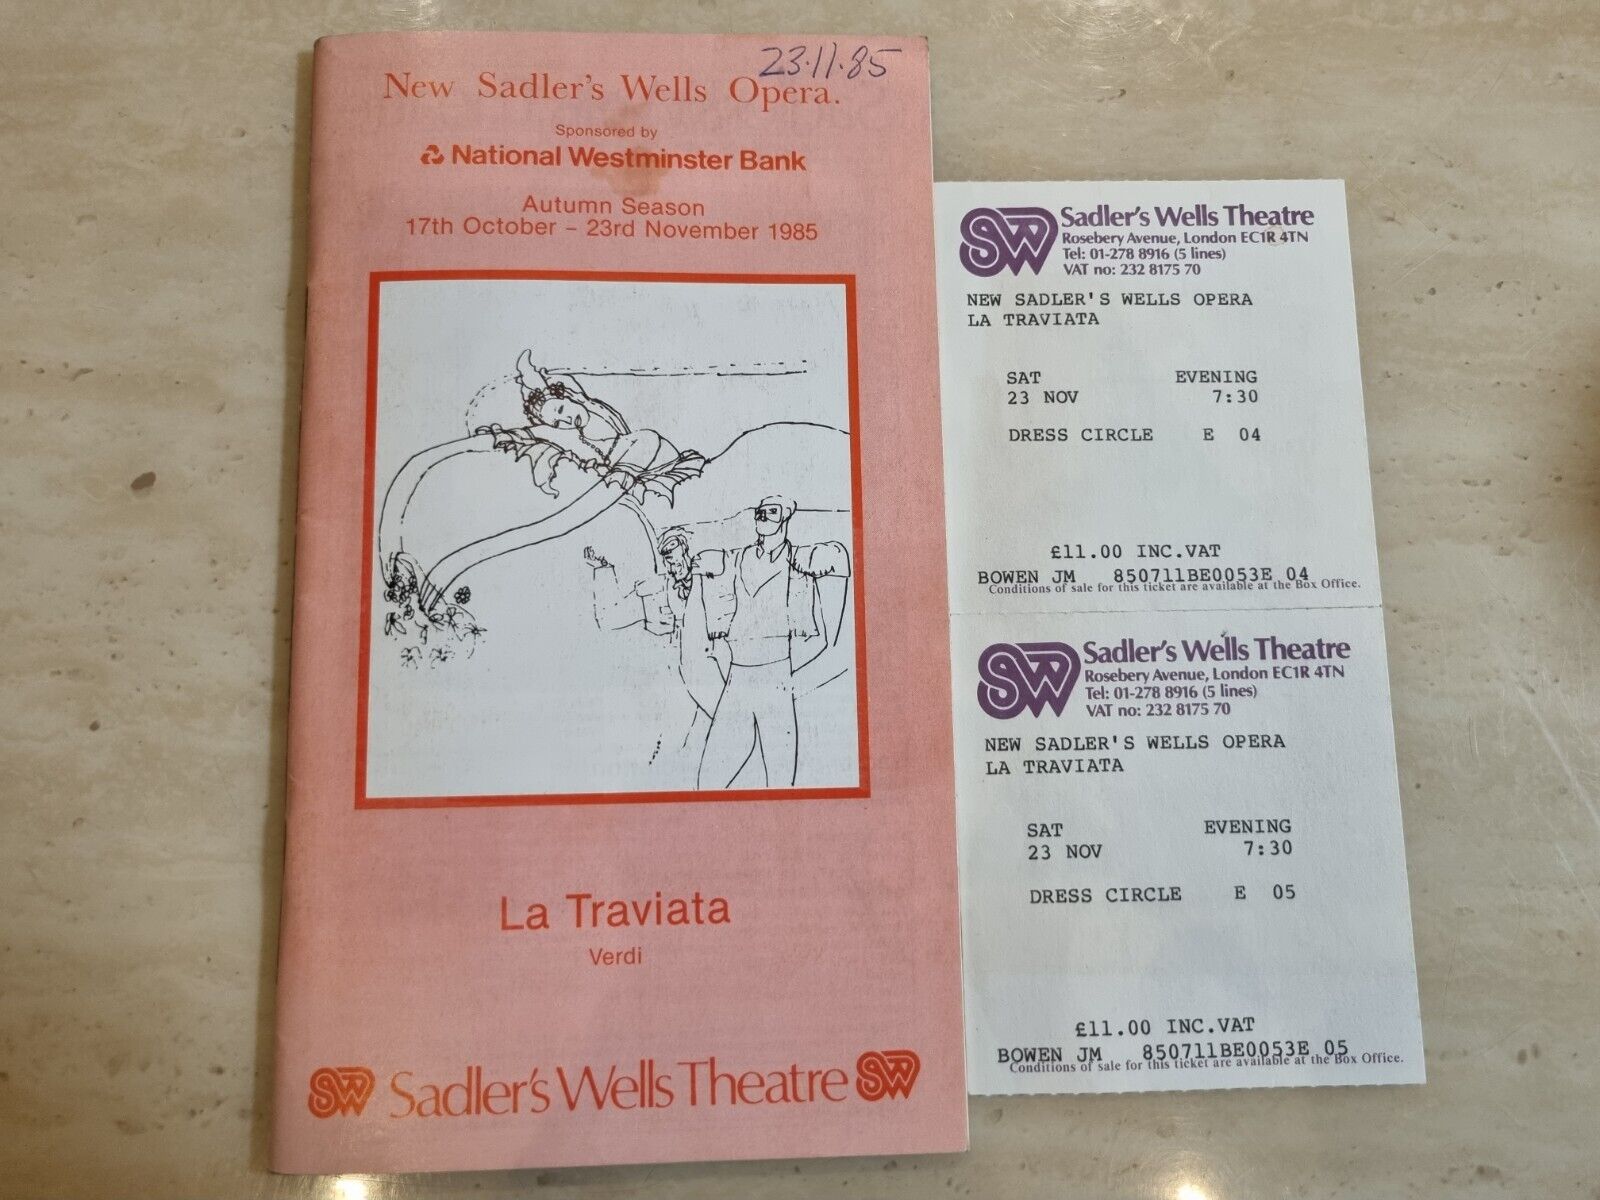 23.11.85
New Sadler's Wells Opera.
Sponsored by
National Westminster Bank
Autumn Season
17th October – 23rd November 1985
La Traviata
Verdi
SW Sadler's Wells Theatre SW
SW Sadler's Wells Theatre
Rosebery Avenue, London EC1R 4TN
Tel: 01-278 8916 (5 lines)
VAT no: 232 8175 70
NEW SADLER'S WELLS OPERA
LA TRAVIATA
SAT EVENING
23 NOV 7:30
DRESS CIRCLE E 04
£11.00 INC.VAT
BOWEN JM 850711BE0053E 04
Conditions of sale for this ticket are available at the Box Office.
SW Sadler's Wells Theatre
Rosebery Avenue, London EC1R 4TN
Tel: 01-278 8916 (5 lines)
VAT no: 232 8175 70
NEW SADLER'S WELLS OPERA
LA TRAVIATA
SAT EVENING
23 NOV 7:30
DRESS CIRCLE E 05
£11.00 INC.VAT
BOWEN JM 850711BE0053E 05
Conditions of sale for this ticket are available at the Box Office.